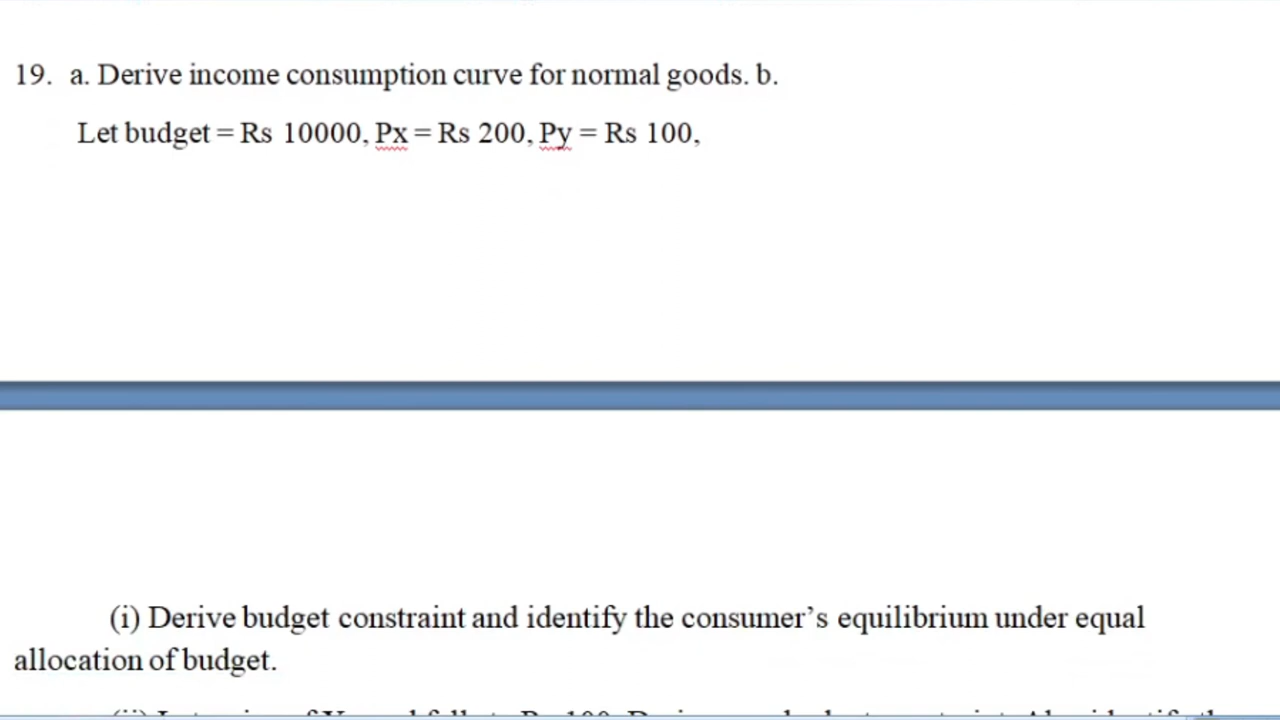 19. a. Derive income consumption curve for normal goods. b.
Let budget = Rs 10000, Px = Rs 200, Py = Rs 100,
(i) Derive budget constraint and identify the consumer’s equilibrium under equal
allocation of budget.